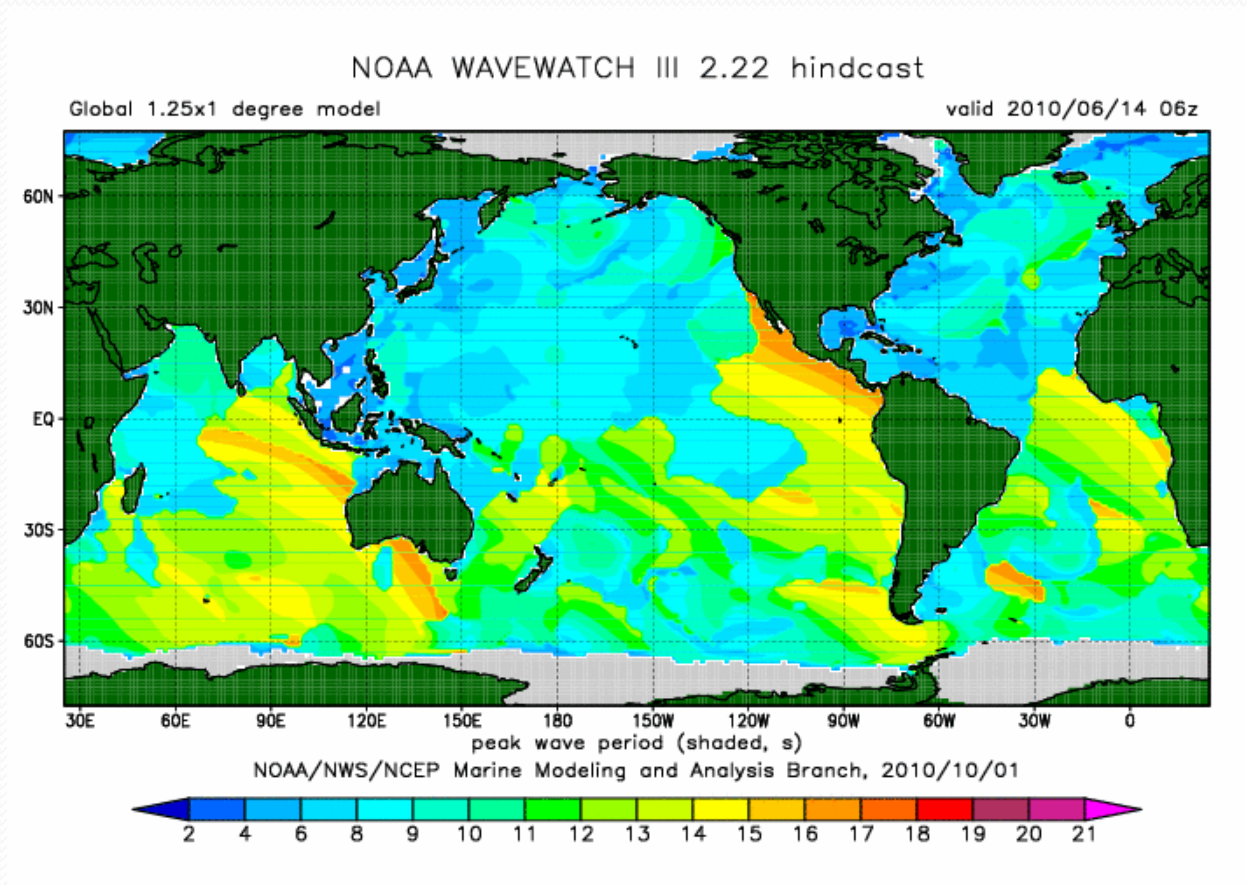 NOAA WAVEWATCH III 2.22 hindcast
Global 1.25x1 degree model valid 2010/06/14 06z
60N
30N
EQ
30S
60S
30E 60E 90E 120E 150E 180 150W 120W 90W 60W 30W 0
peak wave period (shaded, s)
NOAA/NWS/NCEP Marine Modeling and Analysis Branch, 2010/10/01
2 4 6 8 9 10 11 12 13 14 15 16 17 18 19 20 21